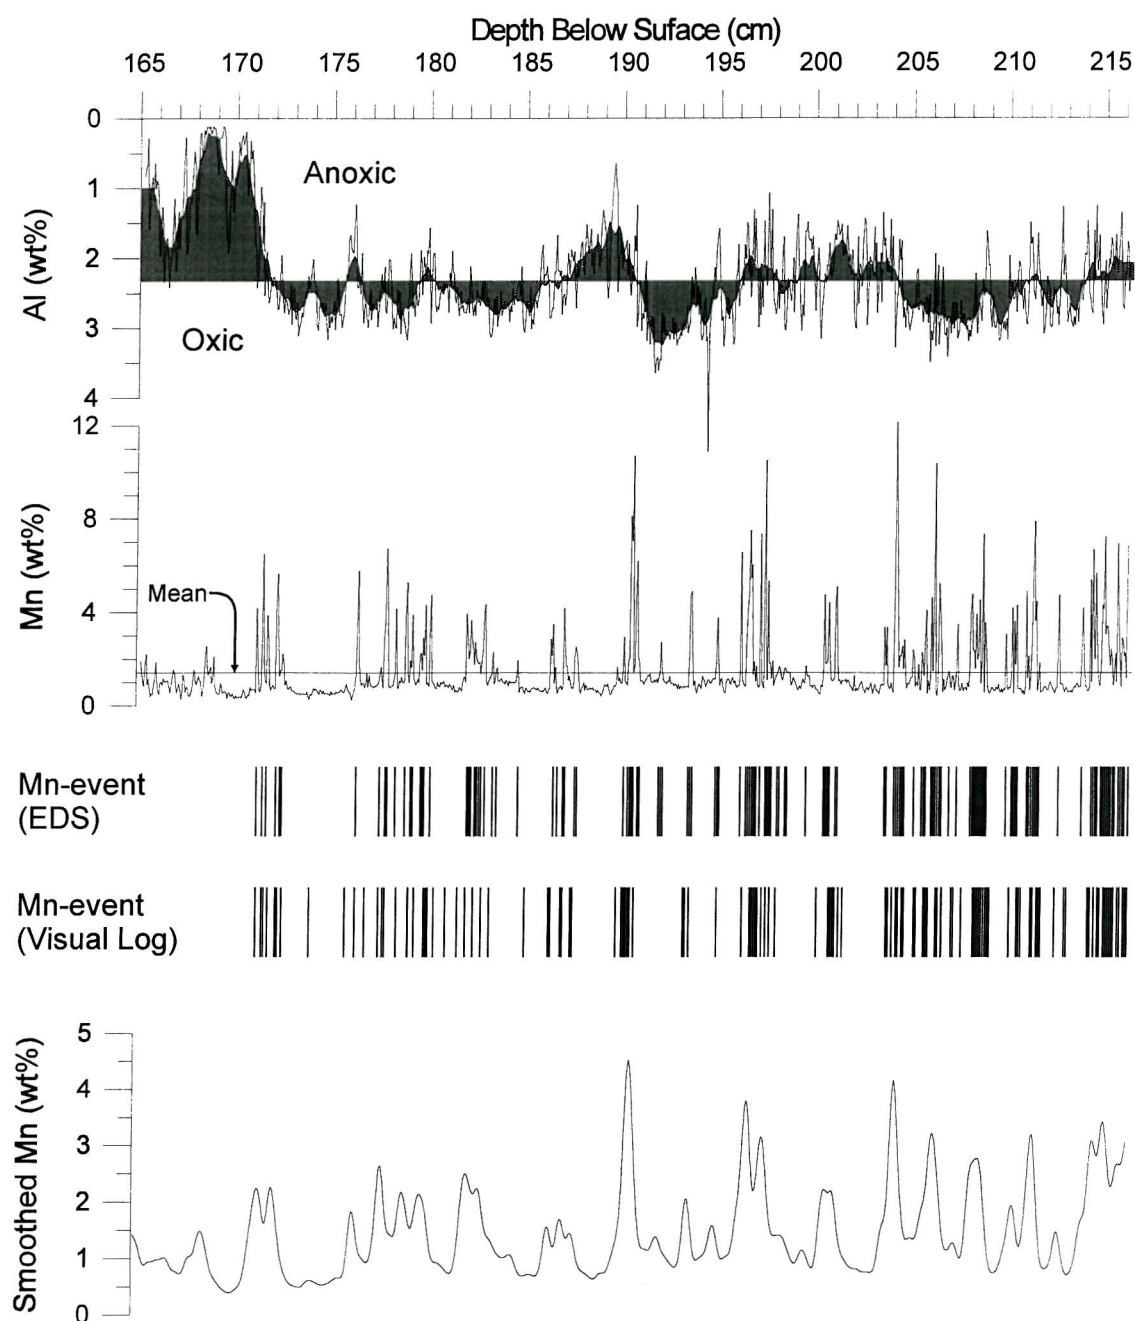 Depth Below Suface (cm)
165 170 175 180 185 190 195 200 205 210 215
0
1
2
3
4
Al (wt%)
Anoxic
Oxic
12
8
4
0
Mn (wt%)
Mean
Mn-event
(EDS)
Mn-event
(Visual Log)
5
4
3
2
1
0
Smoothed Mn (wt%)